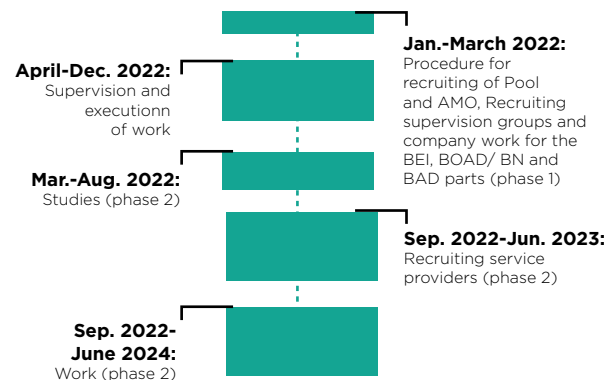 Jan.-March 2022:
Procedure for
recruiting of Pool
and AMO, Recruiting
supervision groups and
company work for the
BEI, BOAD/ BN and
BAD parts (phase 1)
April-Dec. 2022:
Supervision and
executionn
of work
Mar.-Aug. 2022:
Studies (phase 2)
Sep. 2022-Jun. 2023:
Recruiting service
providers (phase 2)
Sep. 2022-
June 2024:
Work (phase 2)